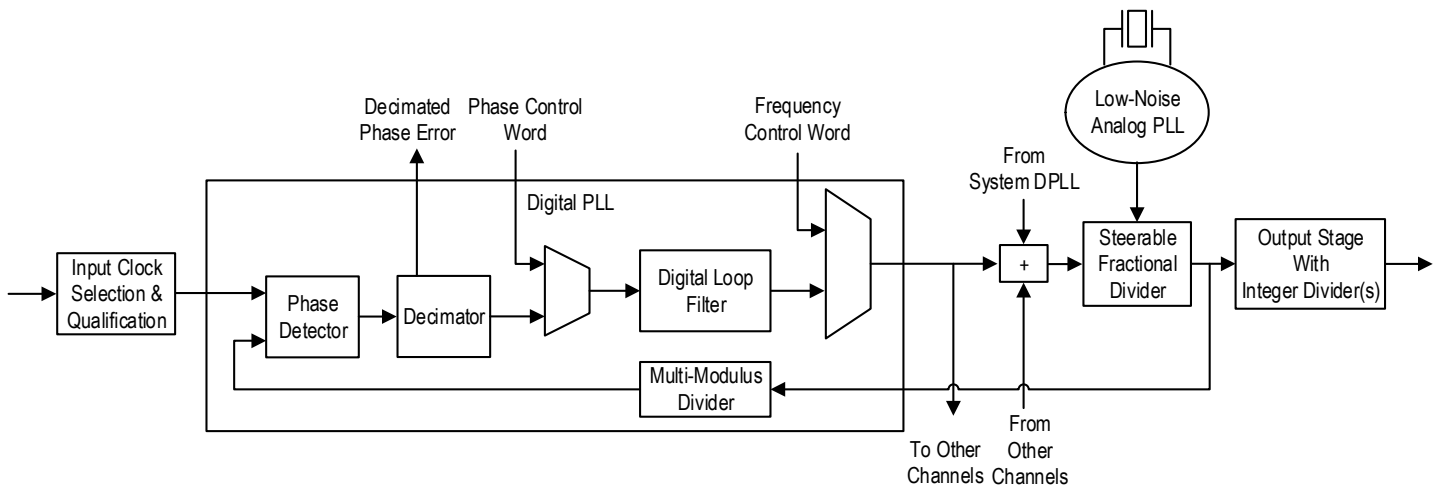 Low-Noise
Analog PLL
Decimated
Phase Error
Phase Control
Word
Frequency
Control Word
From
System DPLL
Digital PLL
Input Clock
Selection &
Qualification
Phase
Detector
Decimator
Digital Loop
Filter
+
Steerable
Fractional
Divider
Output Stage
With
Integer Divider(s)
Multi-Modulus
Divider
To Other
Channels
From
Other
Channels